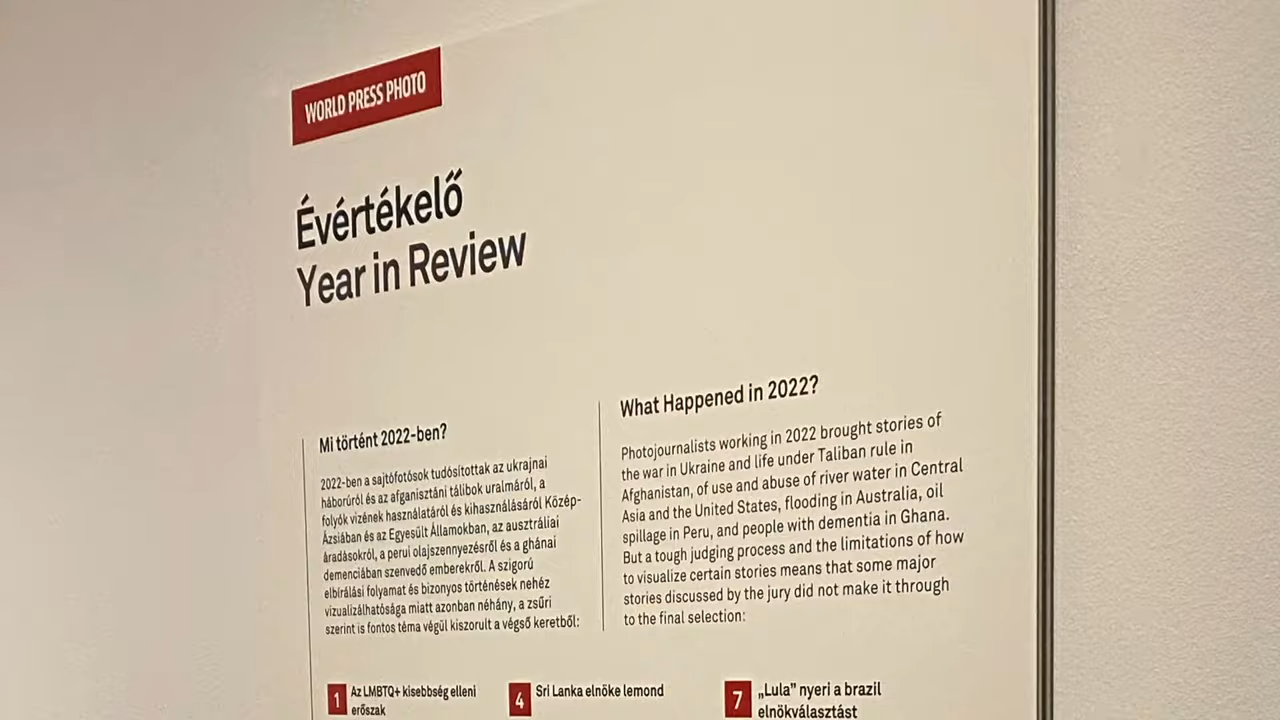 WORLD PRESS PHOTO
Évértékelő
Year in Review
Mi történt 2022-ben?
2022-ben a sajtófotósok tudósítottak az ukrajnai
háborúról és az afganisztáni tálibok uralmáról, a
folyók vizének használatáról és kihasználásáról Közép-
Ázsiában és az Egyesült Államokban, az ausztráliai
áradásokról, a perui olajszennyezésről és a ghánai
demenciában szenvedő emberekről. A szigorú
elbírálási folyamat és bizonyos történések nehéz
vizualizálhatósága miatt azonban néhány, a zsűri
szerint is fontos téma végül kiszorult a végső keretből:
What Happened in 2022?
Photojournalists working in 2022 brought stories of
the war in Ukraine and life under Taliban rule in
Afghanistan, of use and abuse of river water in Central
Asia and the United States, flooding in Australia, oil
spillage in Peru, and people with dementia in Ghana.
But a tough judging process and the limitations of how
to visualize certain stories means that some major
stories discussed by the jury did not make it through
to the final selection:
1 Az LMBTQ+ kisebbség elleni
erőszak
4 Sri Lanka elnöke lemond
7 „Lula” nyeri a brazil
elnökválasztást